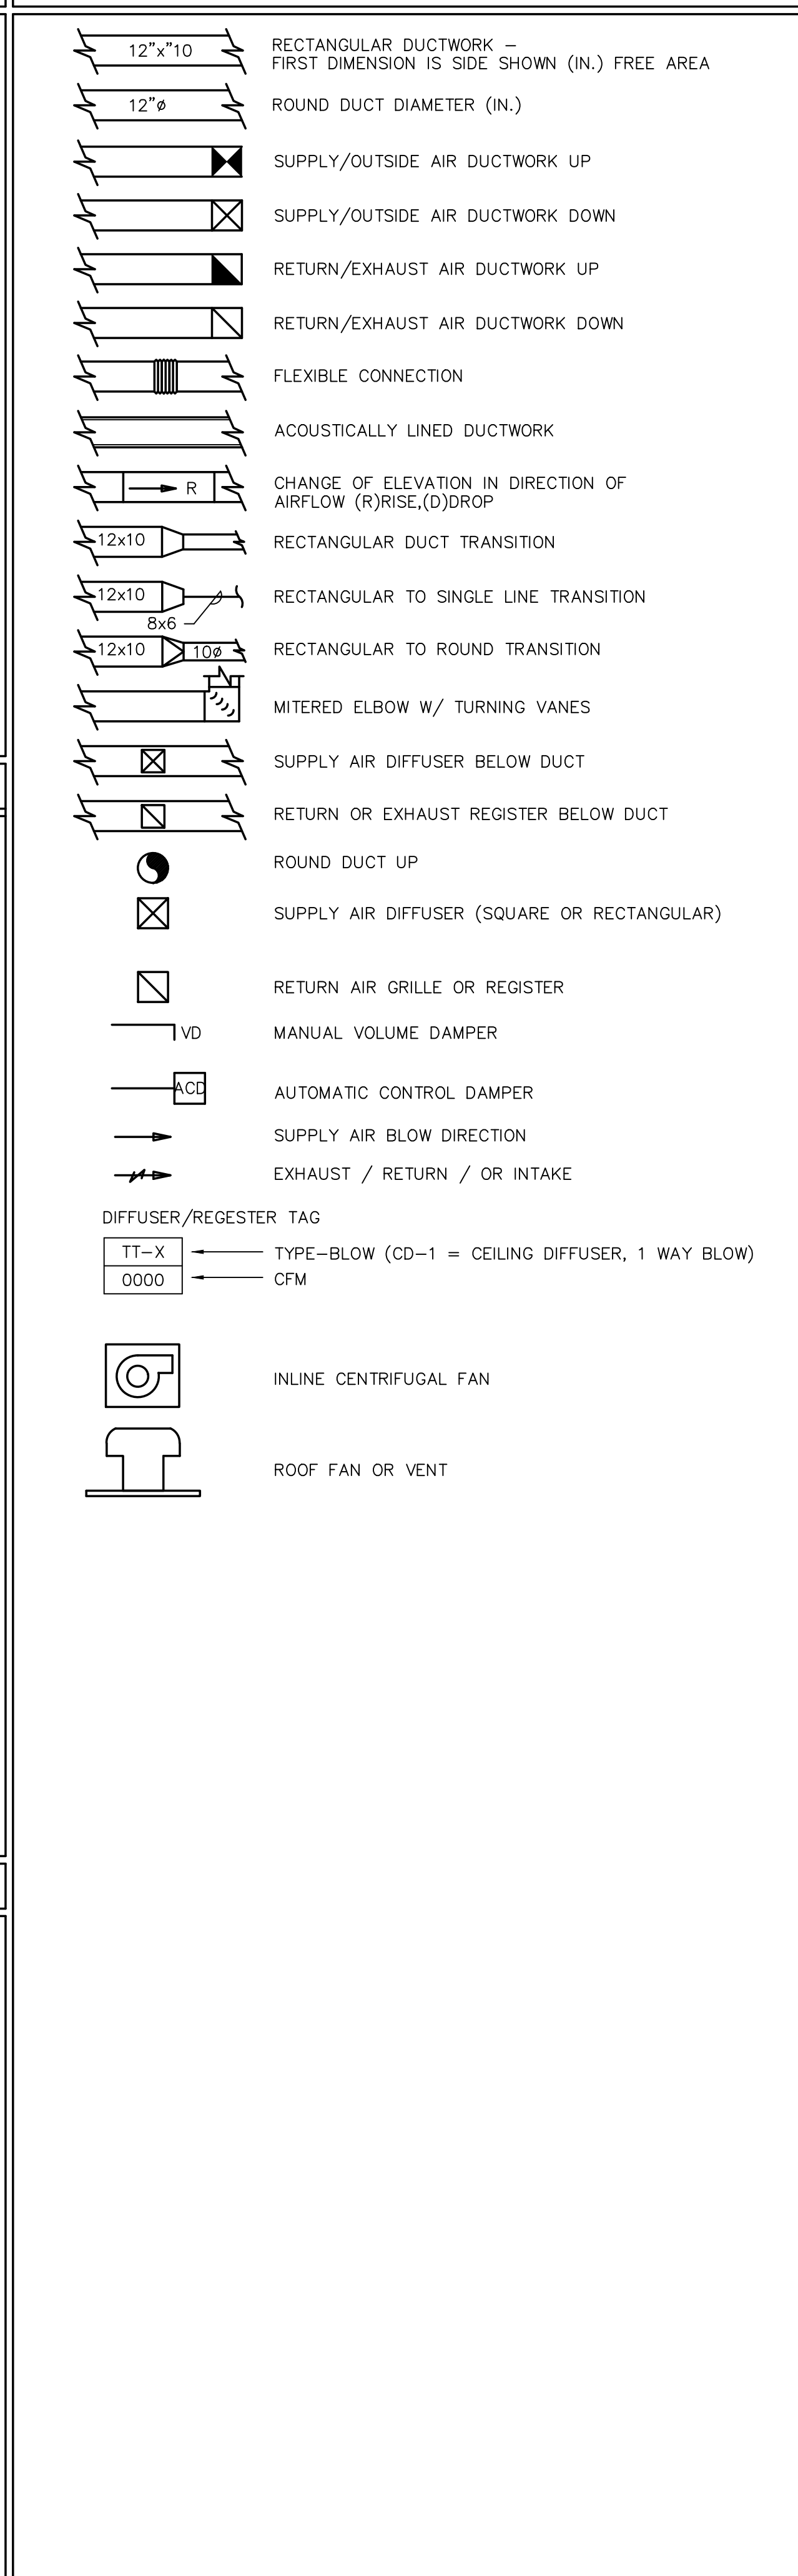 12”x”10
RECTANGULAR DUCTWORK –
FIRST DIMENSION IS SIDE SHOWN (IN.) FREE AREA
12”ø
ROUND DUCT DIAMETER (IN.)
SUPPLY/OUTSIDE AIR DUCTWORK UP
SUPPLY/OUTSIDE AIR DUCTWORK DOWN
RETURN/EXHAUST AIR DUCTWORK UP
RETURN/EXHAUST AIR DUCTWORK DOWN
FLEXIBLE CONNECTION
ACOUSTICALLY LINED DUCTWORK
R
CHANGE OF ELEVATION IN DIRECTION OF
AIRFLOW (R)RISE,(D)DROP
12x10
RECTANGULAR DUCT TRANSITION
12x10
RECTANGULAR TO SINGLE LINE TRANSITION
8x6
12x10
10ø
RECTANGULAR TO ROUND TRANSITION
MITERED ELBOW W/ TURNING VANES
SUPPLY AIR DIFFUSER BELOW DUCT
RETURN OR EXHAUST REGISTER BELOW DUCT
ROUND DUCT UP
SUPPLY AIR DIFFUSER (SQUARE OR RECTANGULAR)
RETURN AIR GRILLE OR REGISTER
VD
MANUAL VOLUME DAMPER
ACD
AUTOMATIC CONTROL DAMPER
SUPPLY AIR BLOW DIRECTION
EXHAUST / RETURN / OR INTAKE
DIFFUSER/REGESTER TAG
TT–X
TYPE–BLOW (CD–1 = CEILING DIFFUSER, 1 WAY BLOW)
0000
CFM
INLINE CENTRIFUGAL FAN
ROOF FAN OR VENT